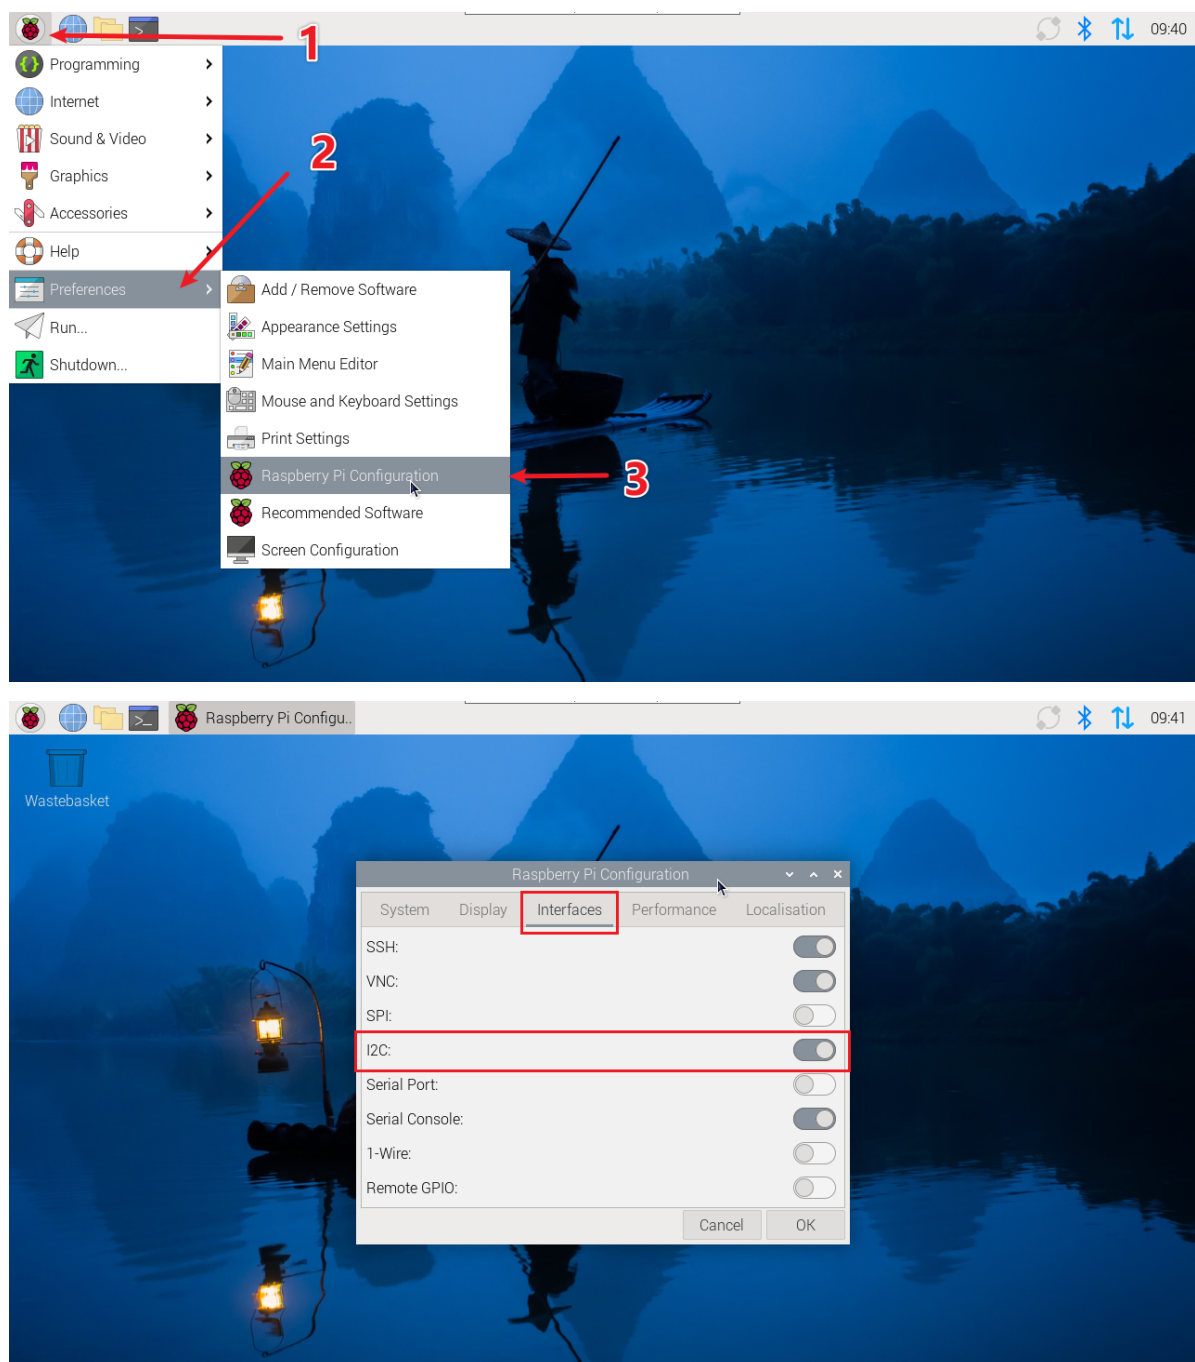 1
09:40
Programming
Internet
Sound & Video
2
Graphics
Accessories
Help
Preferences
Add / Remove Software
Run...
Appearance Settings
Shutdown...
Main Menu Editor
Mouse and Keyboard Settings
Print Settings
Raspberry Pi Configuration
3
Recommended Software
Screen Configuration
Raspberry Pi Configu..
09:41
Wastebasket
Raspberry Pi Configuration
System Display Interfaces Performance Localisation
SSH:
VNC:
SPI:
I2C:
Serial Port:
Serial Console:
1-Wire:
Remote GPIO:
Cancel OK